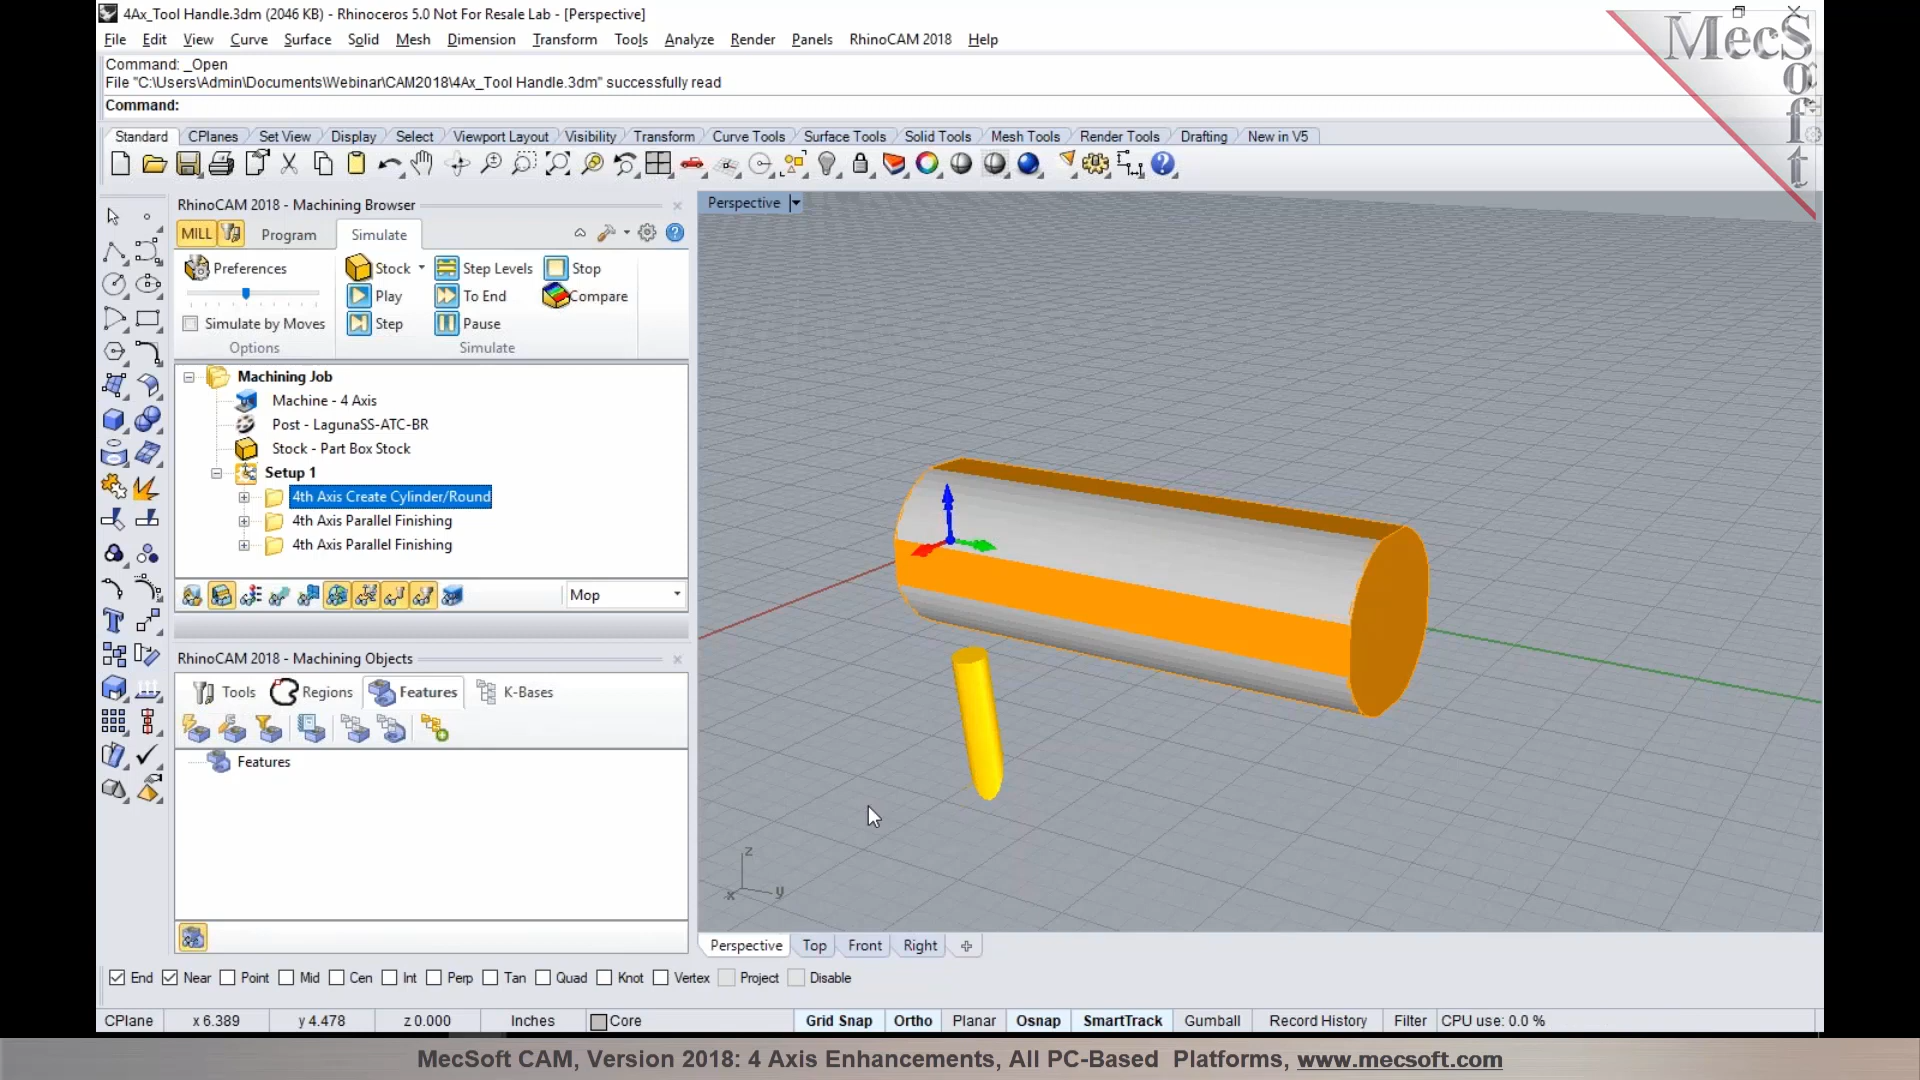 4Ax_Tool Handle.3dm (2046 KB) - Rhinoceros 5.0 Not For Resale Lab - [Perspective]
File Edit View Curve Surface Solid Mesh Dimension Transform Tools Analyze Render Panels RhinoCAM 2018 Help
Command: _Open
File "C:\Users\Admin\Documents\Webinar\CAM2018\4Ax_Tool Handle.3dm" successfully read
Command:
MecSoft
Standard CPlanes Set View Display Select Viewport Layout Visibility Transform Curve Tools Surface Tools Solid Tools Mesh Tools Render Tools Drafting New in V5
RhinoCAM 2018 - Machining Browser
MILL Program Simulate
Preferences Stock Step Levels Stop
Play To End Compare
Simulate by Moves Step Pause
Options Simulate
Machining Job
Machine - 4 Axis
Post - LagunaSS-ATC-BR
Stock - Part Box Stock
Setup 1
4th Axis Create Cylinder/Round
4th Axis Parallel Finishing
4th Axis Parallel Finishing
Mop
RhinoCAM 2018 - Machining Objects
Tools Regions Features K-Bases
Features
Perspective
z
x y
Perspective Top Front Right
End Near Point Mid Cen Int Perp Tan Quad Knot Vertex Project Disable
CPlane x 6.389 y 4.478 z 0.000 Inches Core Grid Snap Ortho Planar Osnap SmartTrack Gumball Record History Filter CPU use: 0.0 %
MecSoft CAM, Version 2018: 4 Axis Enhancements, All PC-Based Platforms, www.mecsoft.com